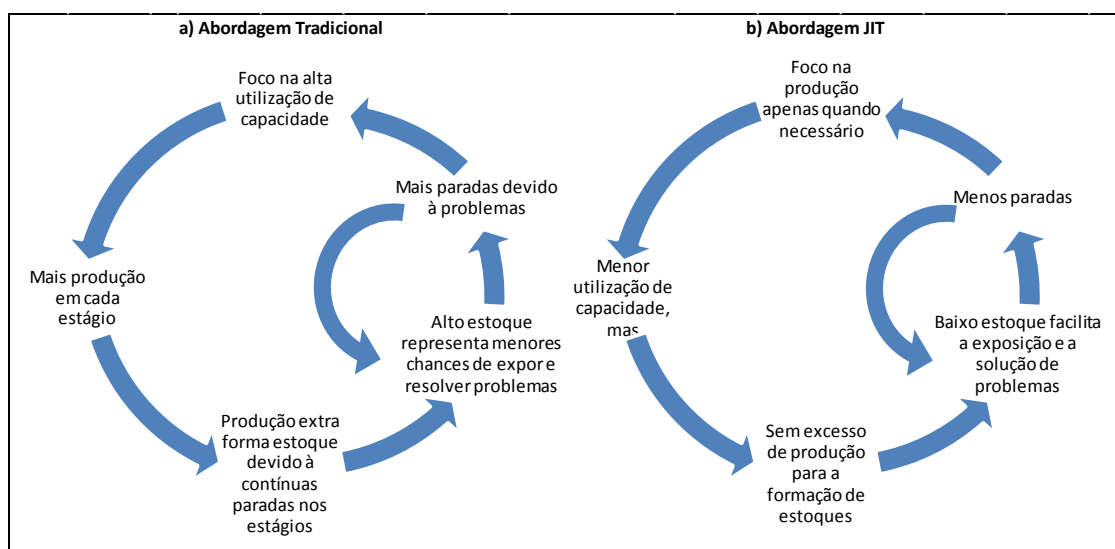 a) Abordagem Tradicional
Foco na alta
utilização de
capacidade
Mais paradas devido
à problemas
Mais produção
em cada
estágio
Alto estoque
representa menores
chances de expor e
resolver problemas
Produção extra
forma estoque
devido à
contínuas
paradas nos
estágios
b) Abordagem JIT
Foco na
produção
apenas quando
necessário
Menos paradas
Menor
utilização de
capacidade,
mas
Baixo estoque facilita
a exposição e a
solução de
problemas
Sem excesso
de produção
para a
formação de
estoques